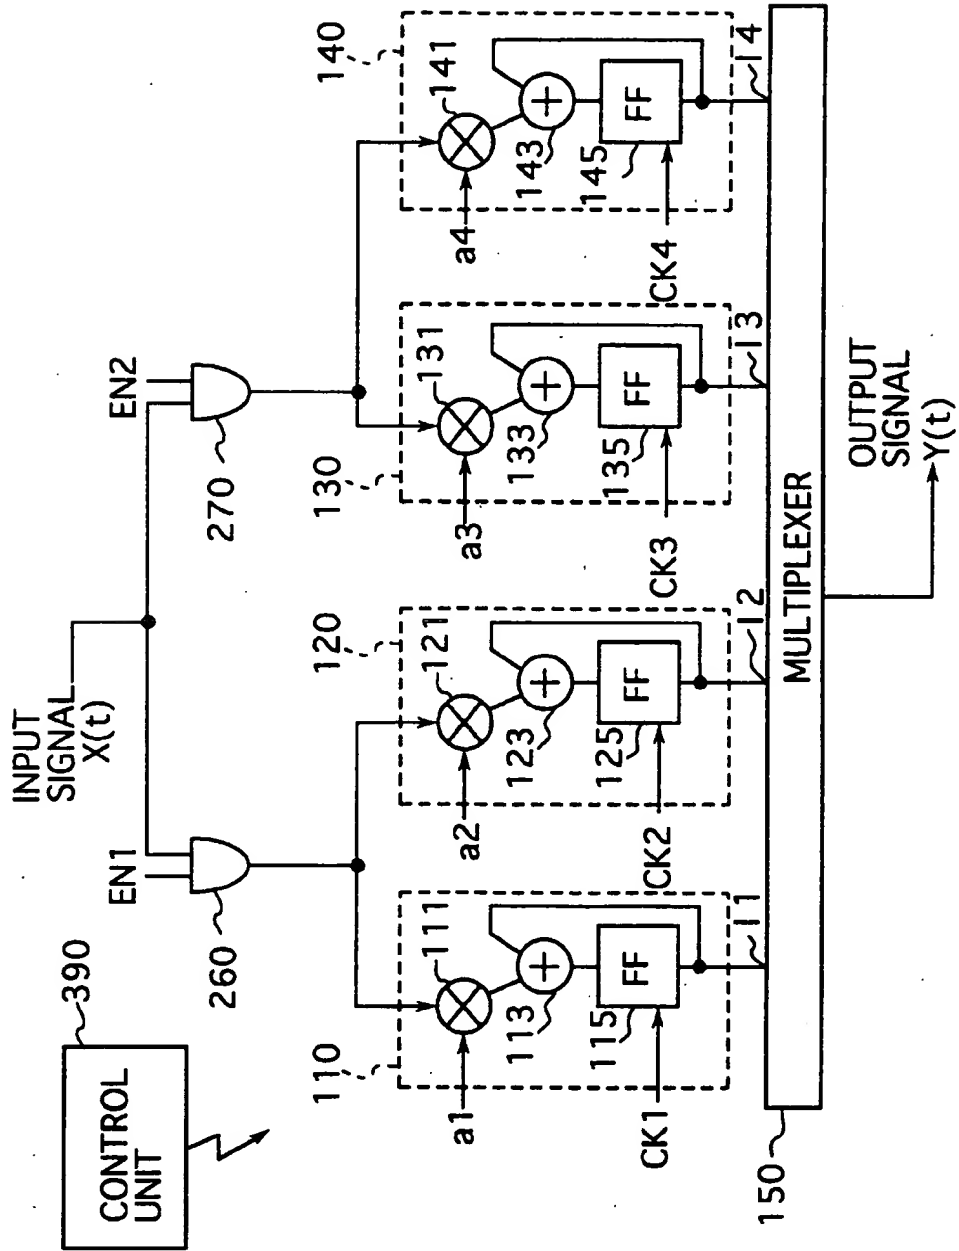 CONTROL
UNIT
390
INPUT
SIGNAL
X(t)
EN1
260
EN2
270
110
111
a1
113
115
FF
CK1
120
121
a2
123
125
FF
CK2
130
131
a3
133
135
FF
CK3
140
141
a4
143
145
FF
CK4
11
12
13
14
150
MULTIPLEXER
OUTPUT
SIGNAL
Y(t)